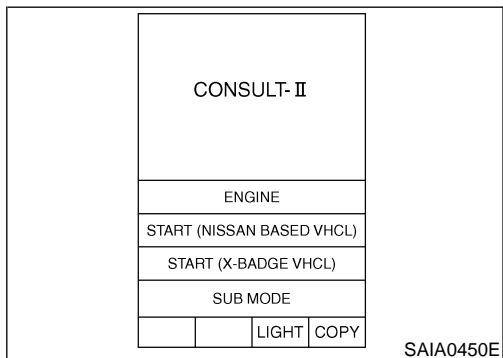 CONSULT-II
ENGINE
START (NISSAN BASED VHCL)
START (X-BADGE VHCL)
SUB MODE
LIGHT COPY
SAIA0450E